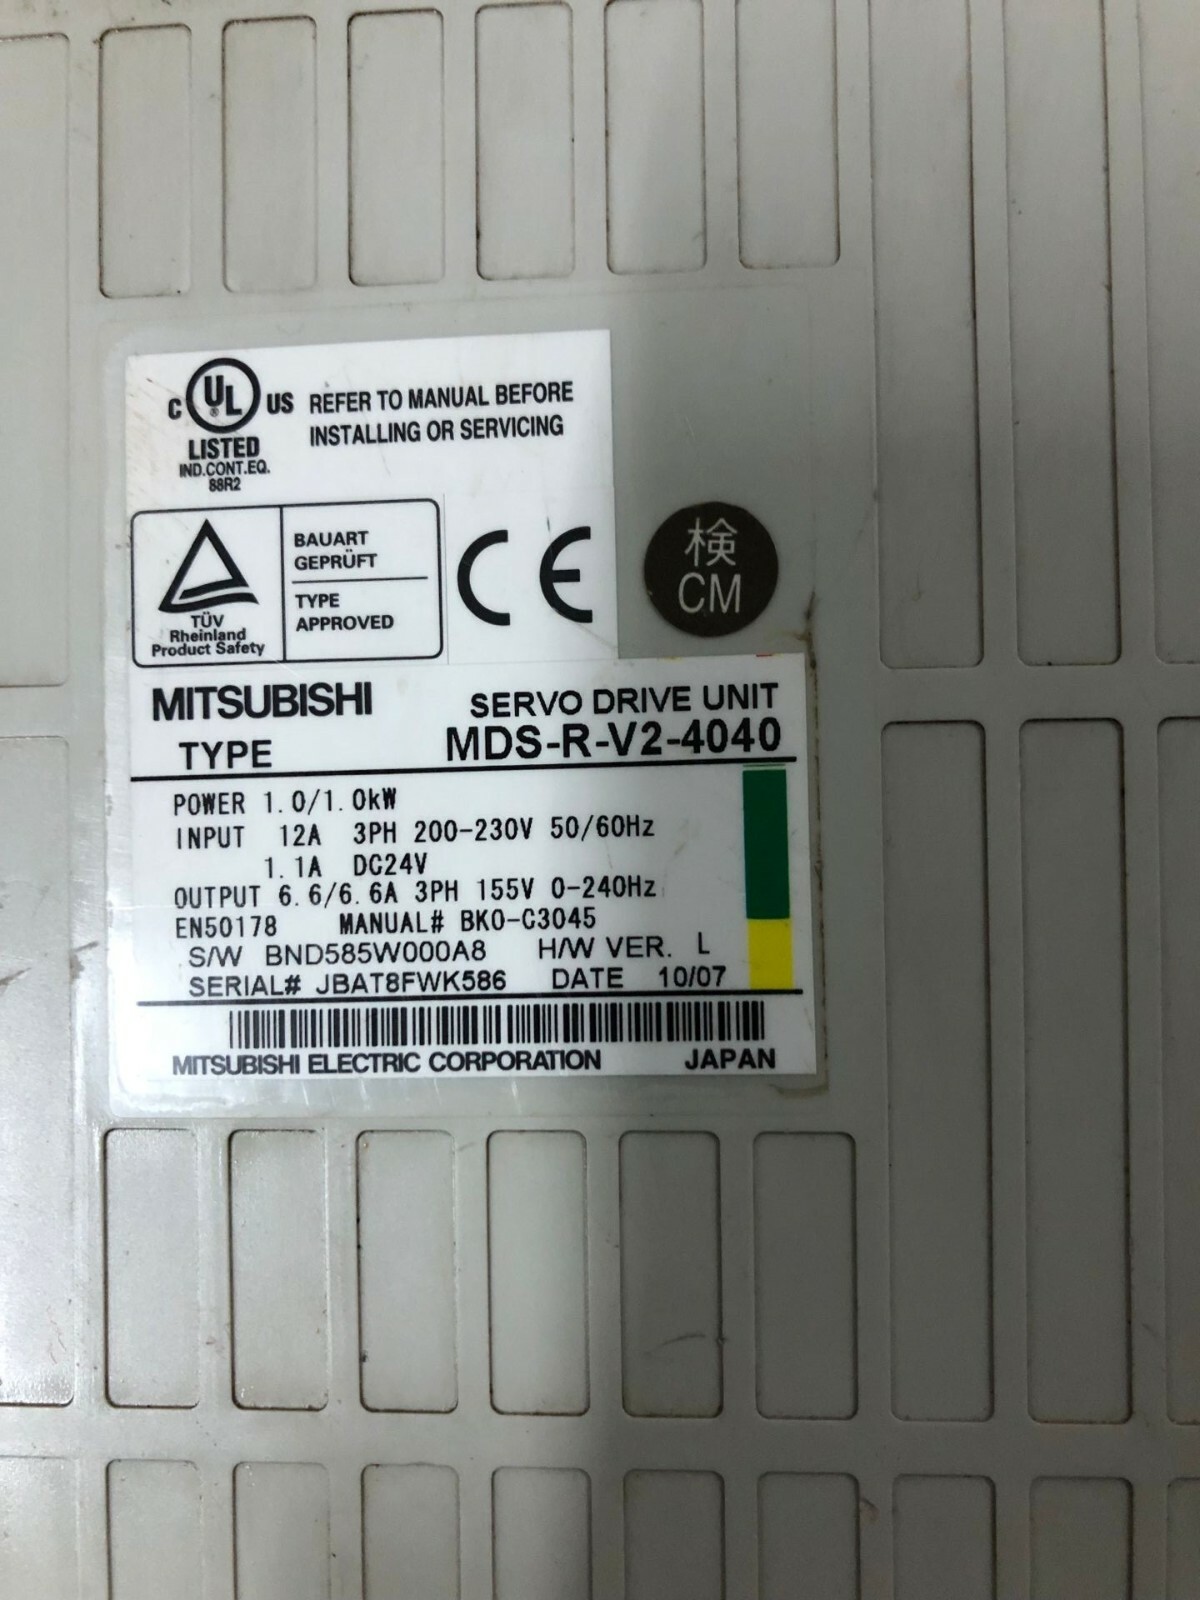 C UL US REFER TO MANUAL BEFORE
® INSTALLING OR SERVICING
LISTED
IND.CONT.EQ.
88R2
BAUART
GEPRÜFT
TYPE
APPROVED
TÜV
Rheinland
Product Safety
CE
検
CM
MITSUBISHI SERVO DRIVE UNIT
TYPE MDS-R-V2-4040
POWER 1.0/1.0kW
INPUT 12A 3PH 200-230V 50/60Hz
1.1A DC24V
OUTPUT 6.6/6.6A 3PH 155V 0-240Hz
EN50178 MANUAL# BKO-C3045
S/W BND585W000A8 H/W VER. L
SERIAL# JBAT8FWK586 DATE 10/07
MITSUBISHI ELECTRIC CORPORATION JAPAN